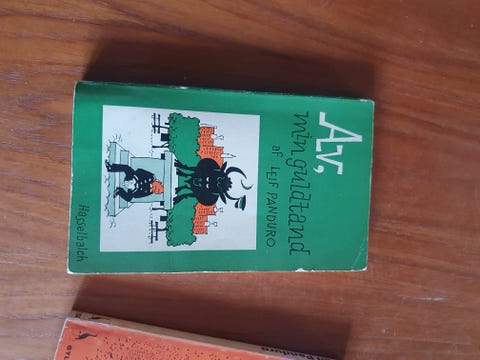 Av,
min guldtand
af LEIF PANDURO
Hasselbalch